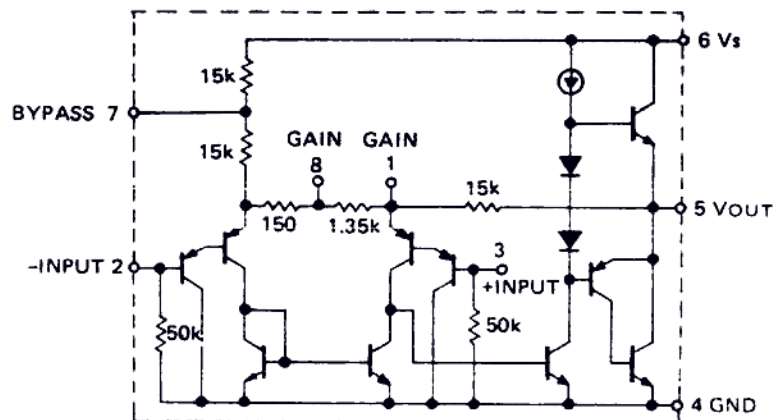 6 Vs
15k
BYPASS 7
15k
GAIN
8
GAIN
1
15k
150
1.35k
5 VOUT
-INPUT 2
3
+INPUT
50k
50k
4 GND